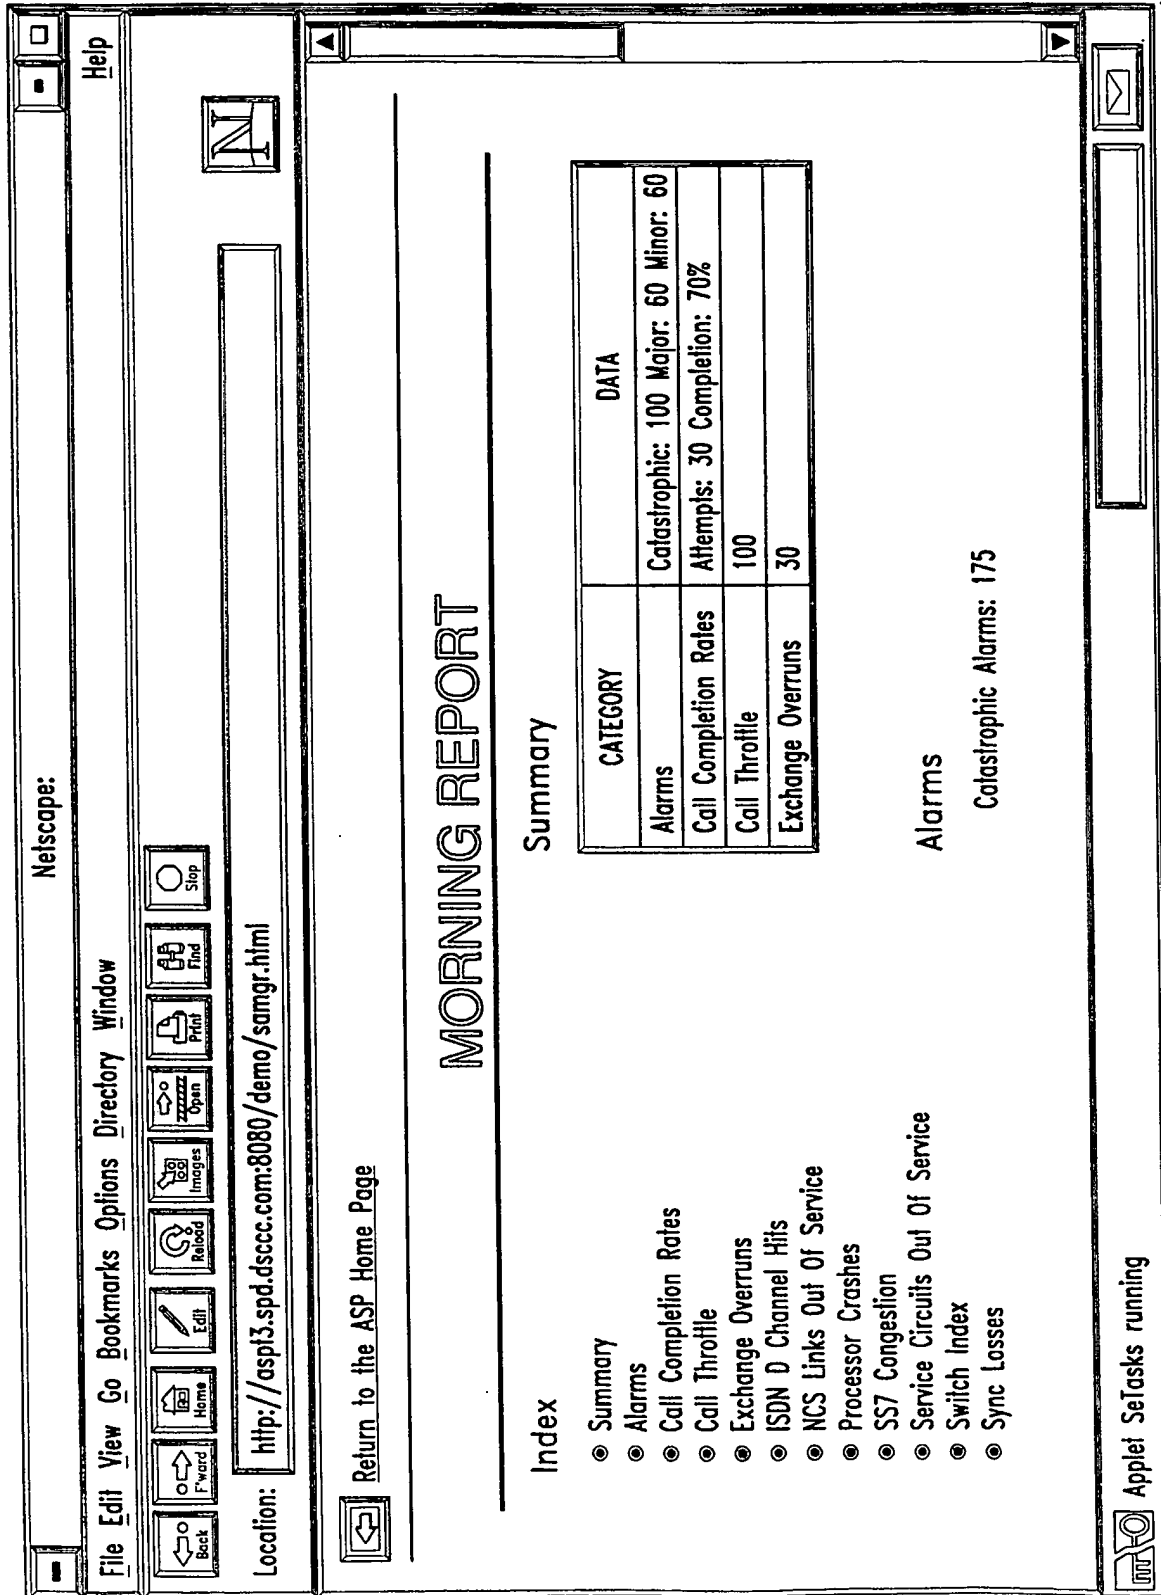 Netscape:
File Edit View Go Bookmarks Options Directory Window Help
Back F'ward Home Edit Reload Images Open Print Find Stop
N
Location: http://aspt3.spd.dsccc.com:8080/demo/samgr.html
Return to the ASP Home Page
MORNING REPORT
Index
Summary
Alarms
Call Completion Rates
Call Throttle
Exchange Overruns
ISDN D Channel Hits
NCS Links Out Of Service
Processor Crashes
SS7 Congestion
Service Circuits Out Of Service
Switch Index
Sync Losses
Summary
CATEGORY DATA
Alarms Catastrophic: 100 Major: 60 Minor: 60
Call Completion Rates Attempts: 30 Completion: 70%
Call Throttle 100
Exchange Overruns 30
Alarms
Catastrophic Alarms: 175
Applet SeTasks running